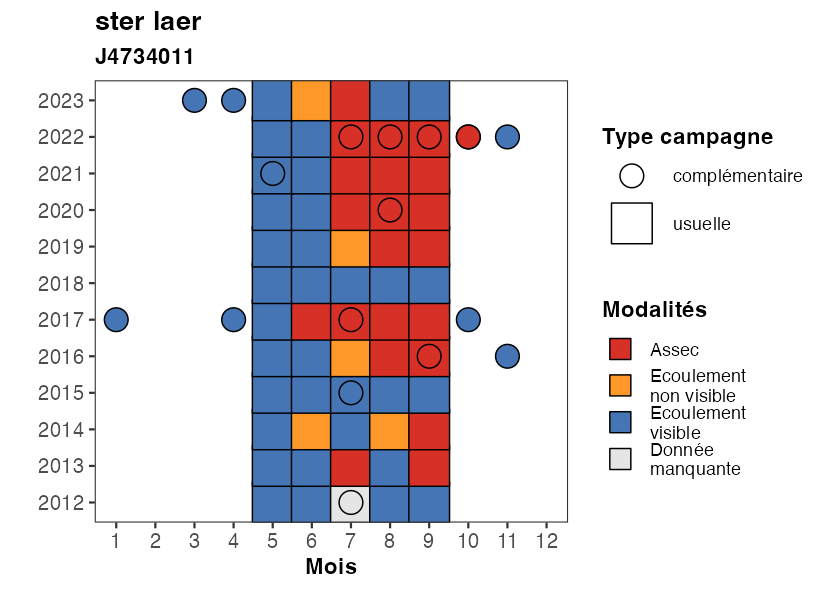 ster laer
J4734011
2023
2022
2021
2020
2019
2018
2017
2016
2015
2014
2013
2012
1 2 3 4 5 6 7 8 9 10 11 12
Mois
Type campagne
complémentaire
usuelle
Modalités
Assec
Ecoulement
non visible
Ecoulement
visible
Donnée
manquante